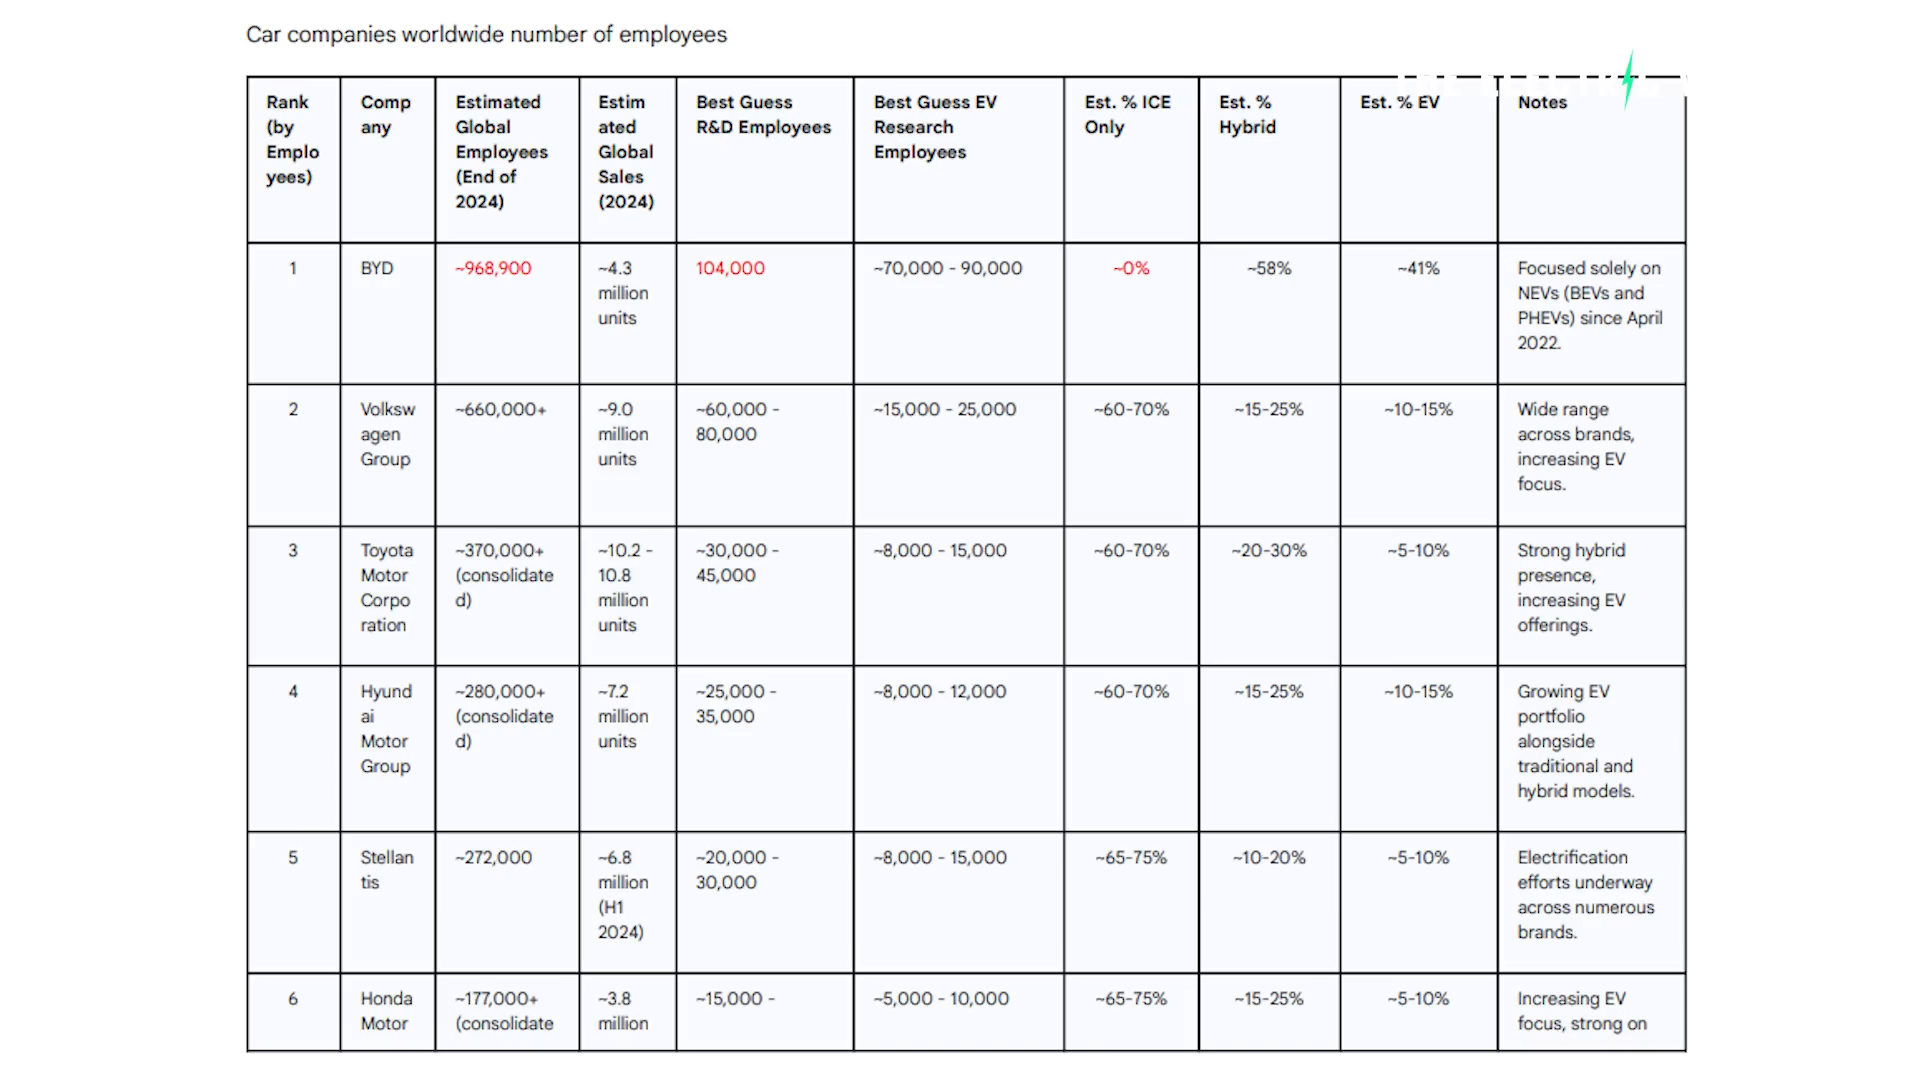 Car companies worldwide number of employees
Rank
(by
Emplo
yees)
Comp
any
Estimated
Global
Employees
(End of
2024)
Estim
ated
Global
Sales
(2024)
Best Guess
R&D Employees
Best Guess EV
Research
Employees
Est. % ICE
Only
Est. %
Hybrid
Est. % EV
Notes
1
BYD
~968,900
~4.3
million
units
104,000
~70,000 - 90,000
~0%
~58%
~41%
Focused solely on
NEVs (BEVs and
PHEVs) since April
2022.
2
Volksw
agen
Group
~660,000+
~9.0
million
units
~60,000 -
80,000
~15,000 - 25,000
~60-70%
~15-25%
~10-15%
Wide range
across brands,
increasing EV
focus.
3
Toyota
Motor
Corpo
ration
~370,000+
(consolidate
d)
~10.2 -
10.8
million
units
~30,000 -
45,000
~8,000 - 15,000
~60-70%
~20-30%
~5-10%
Strong hybrid
presence,
increasing EV
offerings.
4
Hyund
ai
Motor
Group
~280,000+
(consolidate
d)
~7.2
million
units
~25,000 -
35,000
~8,000 - 12,000
~60-70%
~15-25%
~10-15%
Growing EV
portfolio
alongside
traditional and
hybrid models.
5
Stellan
tis
~272,000
~6.8
million
(H1
2024)
~20,000 -
30,000
~8,000 - 15,000
~65-75%
~10-20%
~5-10%
Electrification
efforts underway
across numerous
brands.
6
Honda
Motor
~177,000+
(consolidate
~3.8
million
~15,000 -
~5,000 - 10,000
~65-75%
~15-25%
~5-10%
Increasing EV
focus, strong on